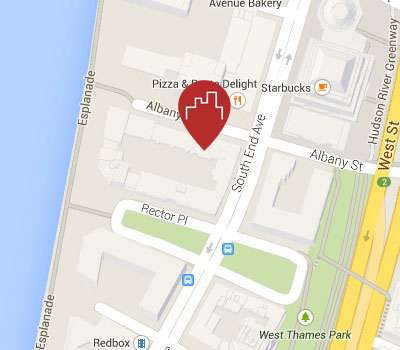 Avenue Bakery
Esplanade
Pizza & Delight
Starbucks
Hudson River Greenway
West St
Albany
South End Ave
Albany St
2
Rector Pl
Esplanade
West Thames Park
Redbox